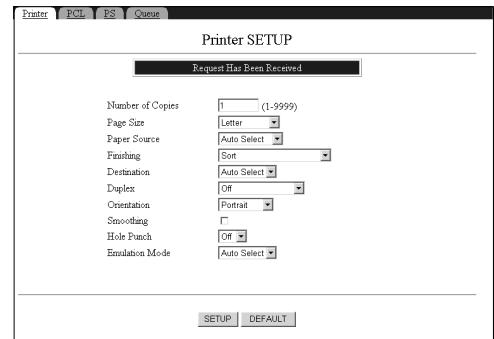 Printer PCL PS Queue
Printer SETUP
Request Has Been Received
Number of Copies 1 (1-9999)
Page Size Letter
Paper Source Auto Select
Finishing Sort
Destination Auto Select
Duplex Off
Orientation Portrait
Smoothing
Hole Punch Off
Emulation Mode Auto Select
SETUP DEFAULT